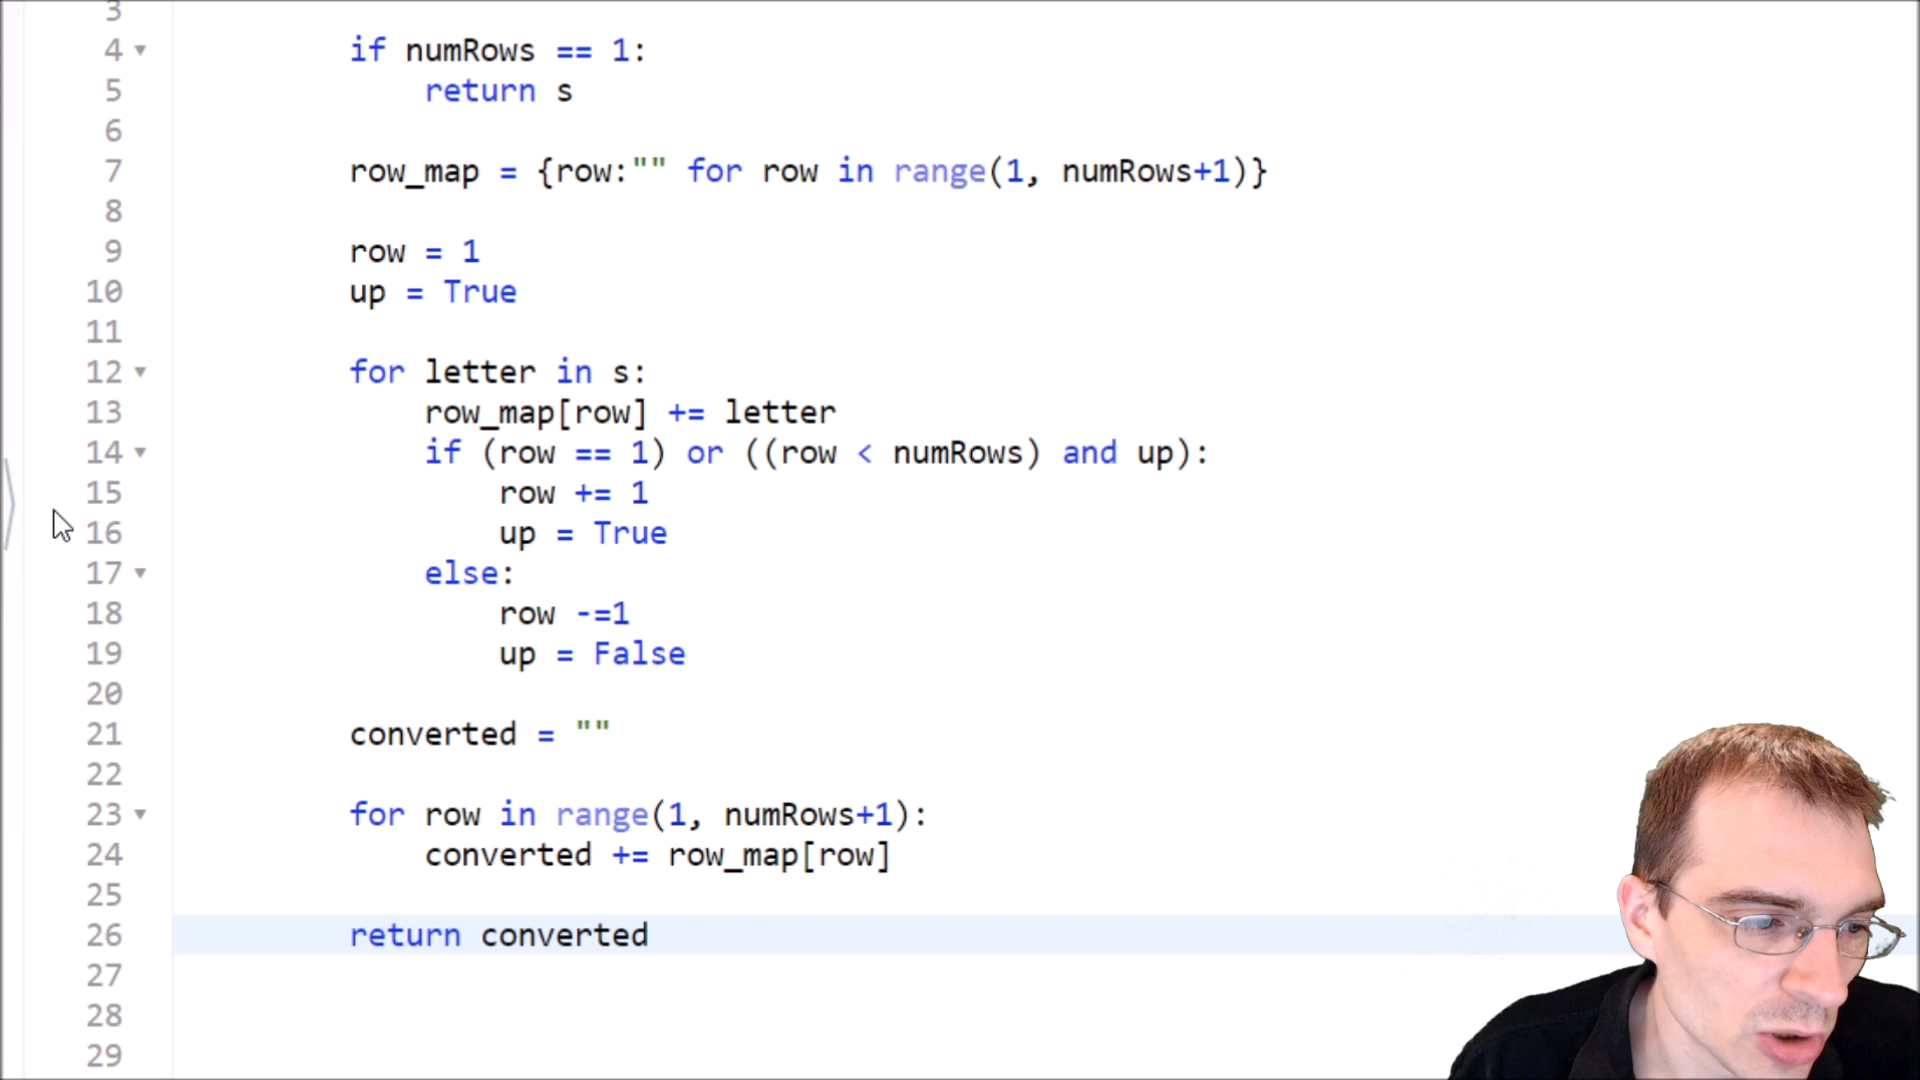 3
4 if numRows == 1:
5 return s
6
7 row_map = {row:"" for row in range(1, numRows+1)}
8
9 row = 1
10 up = True
11
12 for letter in s:
13 row_map[row] += letter
14 if (row == 1) or ((row < numRows) and up):
15 row += 1
16 up = True
17 else:
18 row -=1
19 up = False
20
21 converted = ""
22
23 for row in range(1, numRows+1):
24 converted += row_map[row]
25
26 return converted
27
28
29